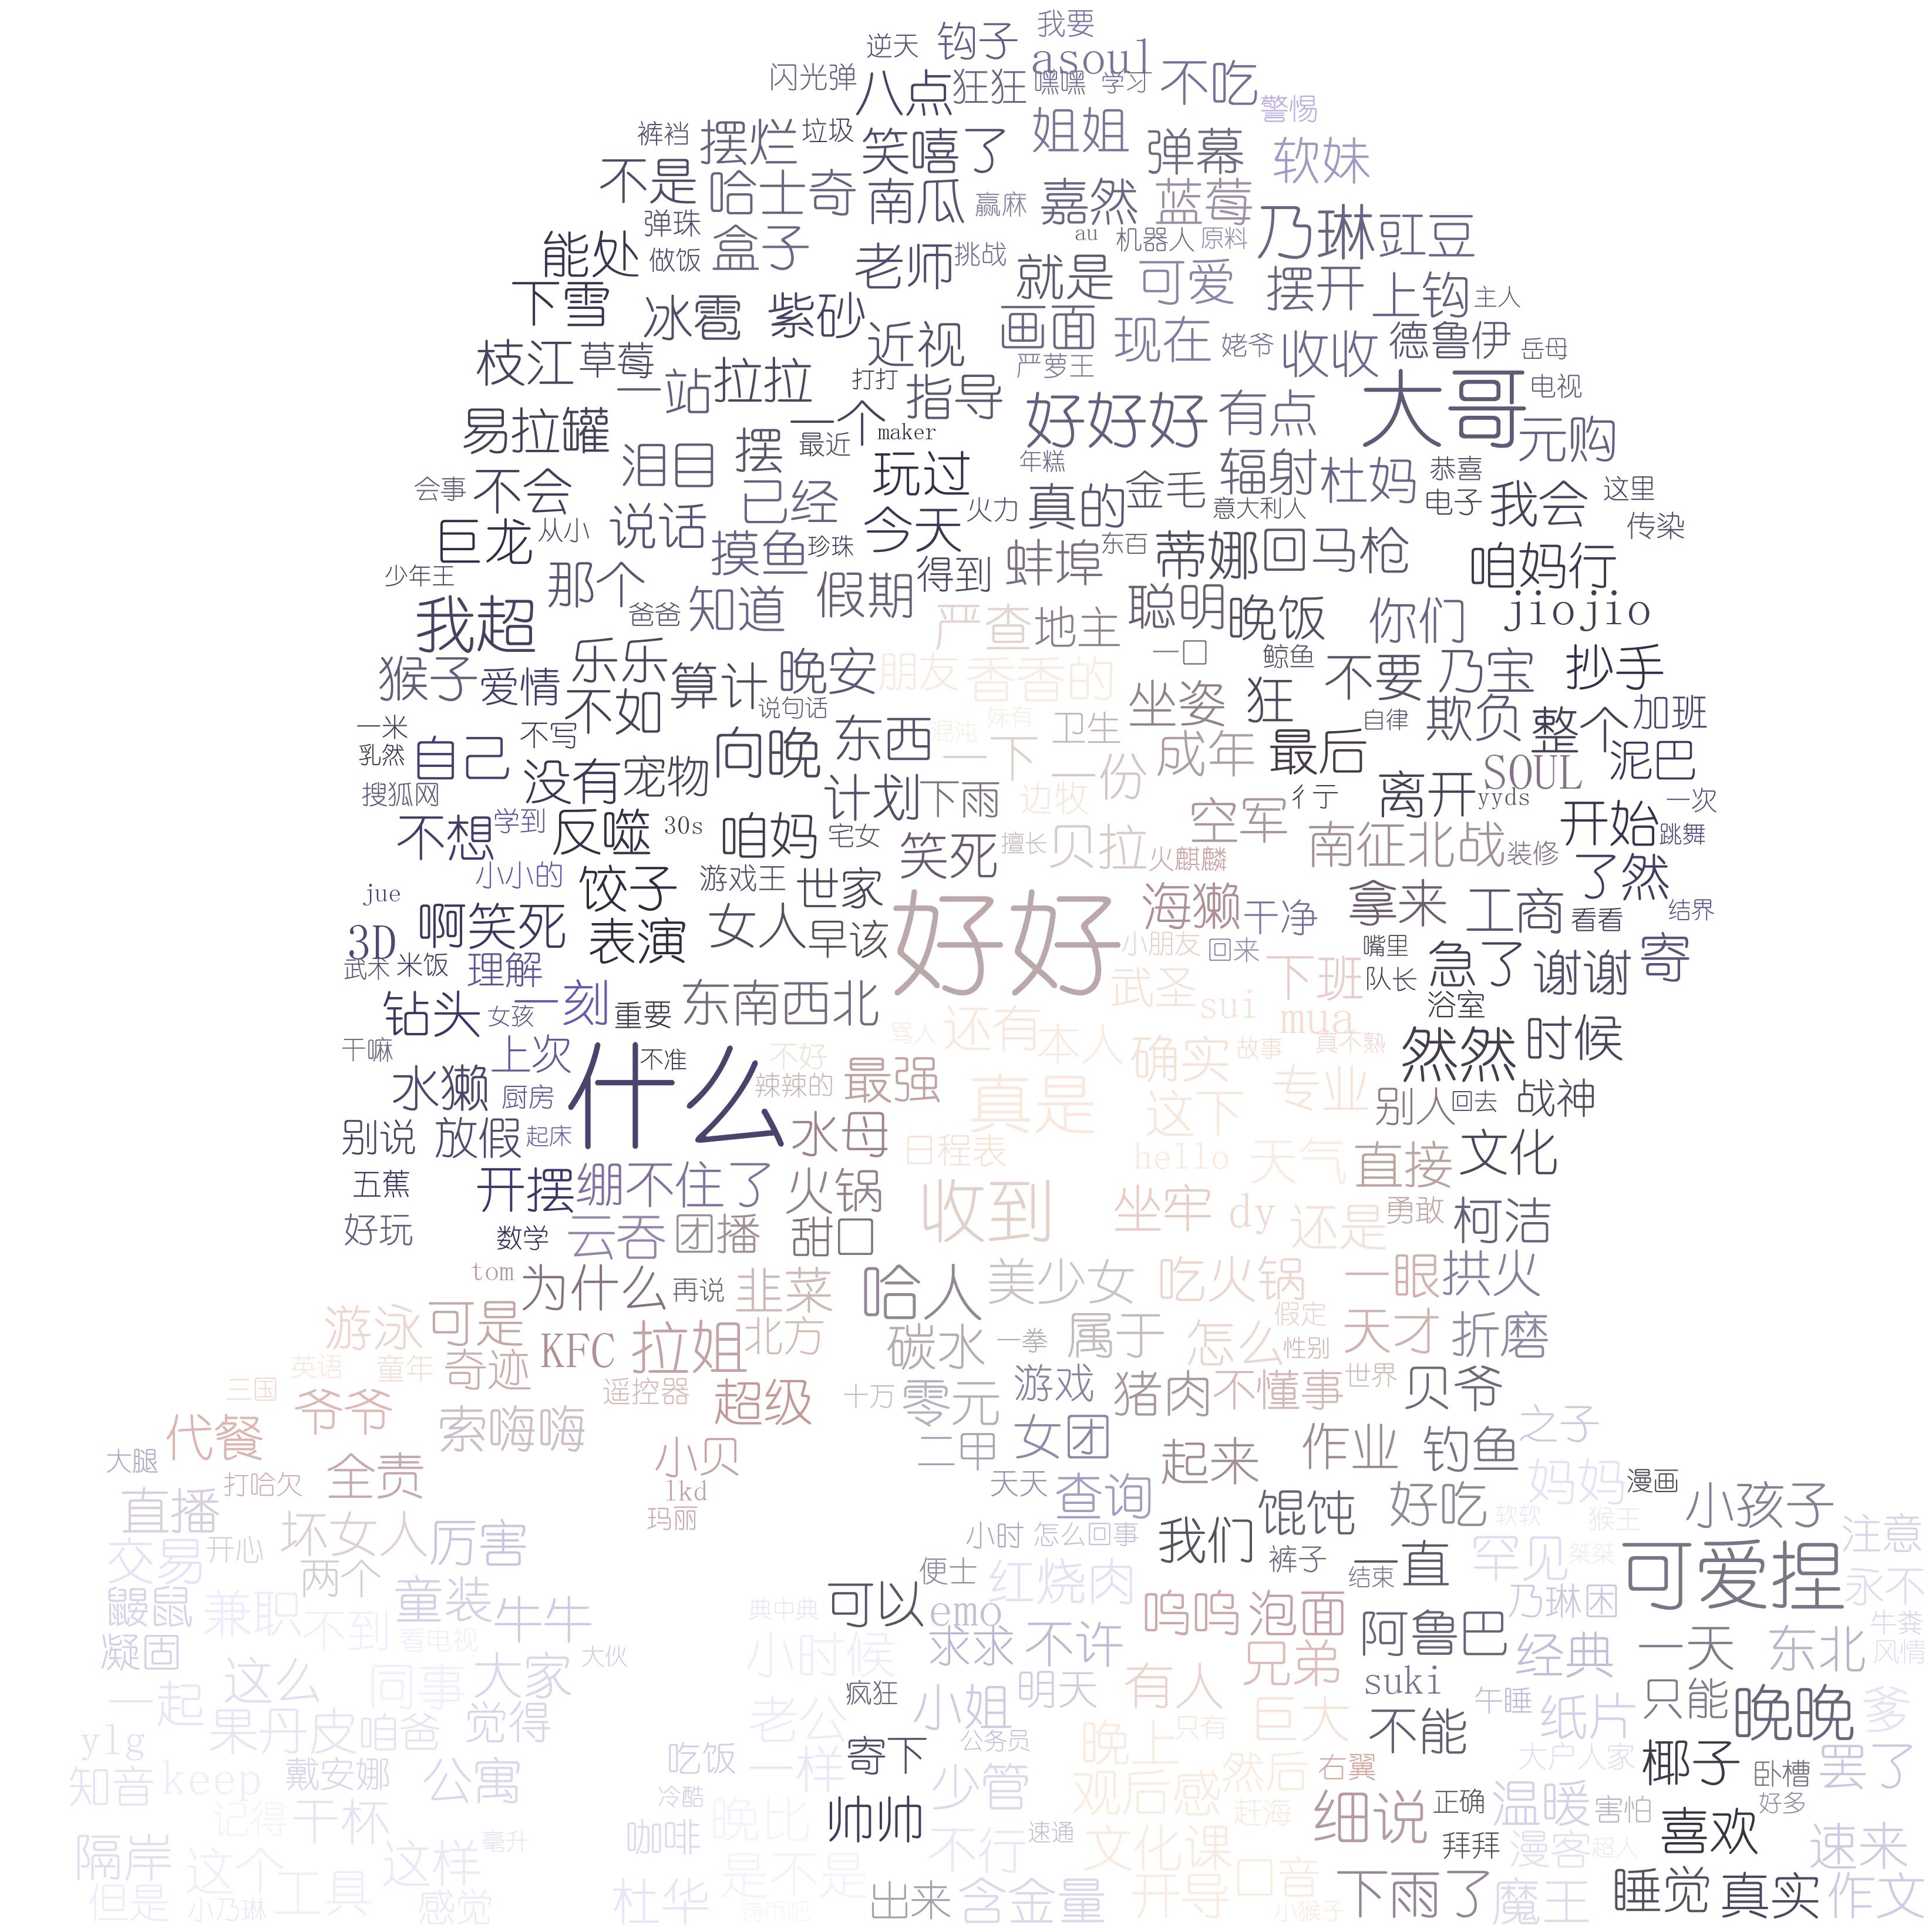 我要
逆天 钩子 asoul
闪光弹 八点 狂狂 嘿嘿 学习 不吃
警惕
裤裆 摆烂 垃圾 笑嘻了 姐姐 弹幕 软妹
不是 哈士奇 南瓜 赢麻 嘉然 蓝莓
弹珠 au 机器人 原料 乃琳 豇豆
能处 做饭 盒子 老师 挑战 就是 可爱 摆开 上钩 主人
下雪 冰雹 紫砂 近视 画面 现在 姥爷 收收 德鲁伊 岳母
枝江 草莓 一站 拉拉 打打 指导 严萝王 大哥 电视
易拉罐 一个 maker 好好好 有点 元购
泪目 摆 最近 玩过 年糕 辐射 杜妈 恭喜
会事 不会 已经 火力 真的 金毛 意大利人 电子 我会 这里
巨龙 从小 说话 摸鱼 珍珠 今天 东百 传染
少年王 那个 假期 得到 蚌埠 蒂娜 回马枪 咱妈行
我超 爸爸 知道 严查 地主 聪明 晚饭 你们 jiojio
猴子 爱情 乐乐 算计 晚安 朋友 香香的 一口 鲸鱼 不要 乃宝 抄手
不如 说句话 妹有 坐姿 狂 自律 欺负 整个 加班
一米 不写 向晚 东西 混沌 一下 卫生 成年 最后
乳然 自己 没有 宠物 一份 离开 SOUL 泥巴
搜狐网 计划 下雨 边牧 空军 彳亍 yyds 一次
不想 学到 反噬 30s 咱妈 宅女 笑死 擅长 贝拉 火麒麟 南征北战 装修 开始 跳舞
小小的 饺子 游戏王 世家 了然
jue 啊笑死 表演 女人 早该 好好 海獭 干净 拿来 工商 看看 结界
3D 小朋友 回来 嘴里
武术 米饭 理解 武圣 下班 队长 急了 谢谢 寄
钻头 一刻 女孩 重要 东南西北 sui mua 浴室
干嘛 上次 什么 不准 骂人 还有 本人 确实 故事 真不熟 然然 时候
水獭 厨房 不好 辣辣的 最强 真是 这下 专业 别人 回去 战神
别说 放假 起床 水母 日程表 hello 天气 直接 文化
五蕉 开摆 绷不住了 火锅 收到 坐牢 dy 还是 勇敢 柯洁
好玩 数学 云吞 团播 甜口
tom 为什么 再说 韭菜 哈人 美少女 吃火锅 一眼 拱火
游泳 可是 KFC 拉姐 北方 碳水 一拳 属于 怎么 假定 性别 天才 折磨
英语 童年 奇迹
三国 爷爷 遥控器 超级 十万 零元 游戏 猪肉 不懂事 世界 贝爷
代餐 索嗨嗨 二甲 女团 之子
大腿 打哈欠 全责 小贝 lkd 天天 查询 起来 作业 钓鱼 妈妈 漫画
直播 玛丽 馄饨 好吃 软软 猴王 小孩子
交易 开心 坏女人 厉害 小时 怎么回事 我们 裤子 注意
两个 便士 结束 一直 罕见 桀桀 可爱捏
鼹鼠 兼职 不到 童装 牛牛 典中典 可以 emo 红烧肉 呜呜 泡面 乃琳困 永不
凝固 看电视 大伙 小时候 求求 不许 兄弟 阿鲁巴 经典 一天 东北 牛粪 风情
一起 这么 同事 大家 疯狂 明天 有人 suki 午睡 只能
ylg 果丹皮 咱爸 觉得 老公 小姐 晚上 只有 巨大 不能 纸片 晚晚 爹
知音 keep 戴安娜 公寓 吃饭 一样 寄下 公务员 观后感 然后 右翼 大户人家 椰子 卧槽 罢了
记得 干杯 冷酷 晚比 帅帅 少管 赶海 细说 正确 温暖 害怕 好多
隔岸 这个 这样 毫升 咖啡 不行 速通 文化课 拜拜 漫客 超人 喜欢 速来
但是 小乃琳 工具 感觉 杜华 是不是 铸币吧 出来 含金量 开导 口音 小猴子 下雨了 魔王 睡觉 真实 作文